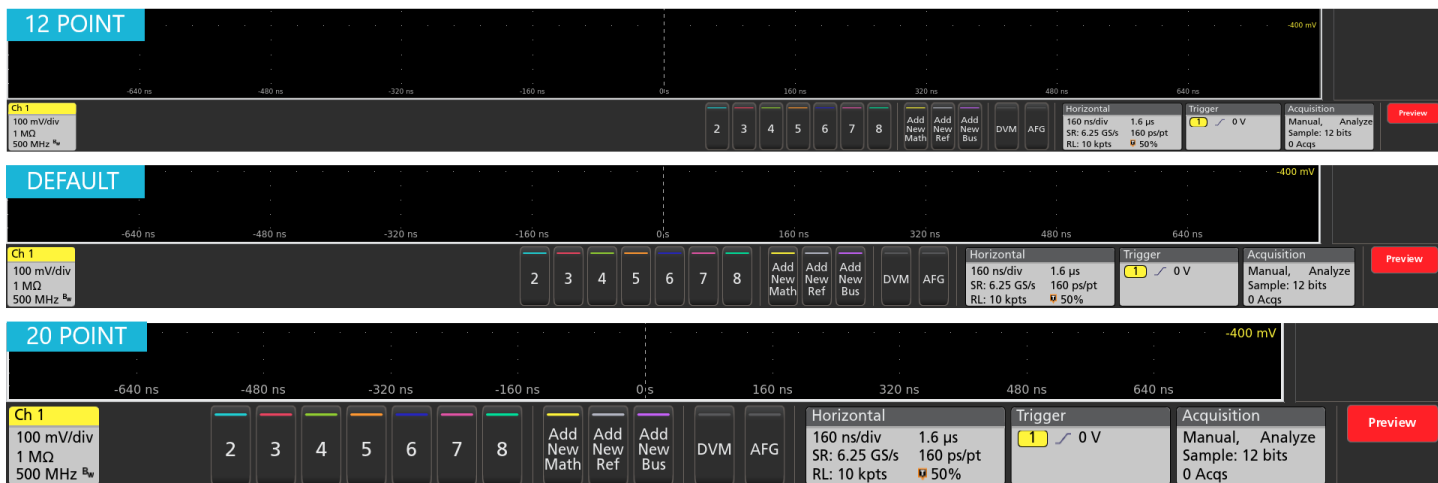 12 POINT
-400 mV
-640 ns -480 ns -320 ns -160 ns 0 s 160 ns 320 ns 480 ns 640 ns
Ch 1
100 mV/div
1 MΩ
500 MHz Bw
2 3 4 5 6 7 8
Add New Math
Add New Ref
Add New Bus
DVM
AFG
Horizontal
160 ns/div 1.6 µs
SR: 6.25 GS/s 160 ps/pt
RL: 10 kpts T 50%
Trigger
1 0 V
Acquisition
Manual, Analyze
Sample: 12 bits
0 Acqs
Preview
DEFAULT
-400 mV
-640 ns -480 ns -320 ns -160 ns 0 s 160 ns 320 ns 480 ns 640 ns
Ch 1
100 mV/div
1 MΩ
500 MHz Bw
2 3 4 5 6 7 8
Add New Math
Add New Ref
Add New Bus
DVM
AFG
Horizontal
160 ns/div 1.6 µs
SR: 6.25 GS/s 160 ps/pt
RL: 10 kpts T 50%
Trigger
1 0 V
Acquisition
Manual, Analyze
Sample: 12 bits
0 Acqs
Preview
20 POINT
-400 mV
-640 ns -480 ns -320 ns -160 ns 0 s 160 ns 320 ns 480 ns 640 ns
Ch 1
100 mV/div
1 MΩ
500 MHz Bw
2 3 4 5 6 7 8
Add New Math
Add New Ref
Add New Bus
DVM
AFG
Horizontal
160 ns/div 1.6 µs
SR: 6.25 GS/s 160 ps/pt
RL: 10 kpts T 50%
Trigger
1 0 V
Acquisition
Manual, Analyze
Sample: 12 bits
0 Acqs
Preview